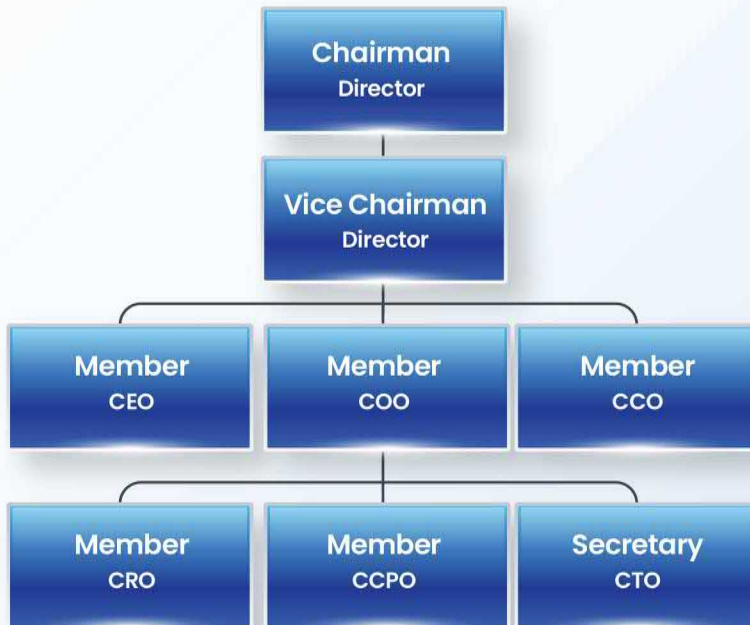 Chairman
Director
Vice Chairman
Director
Member
CEO
Member
COO
Member
CCO
Member
CRO
Member
CCPO
Secretary
CTO